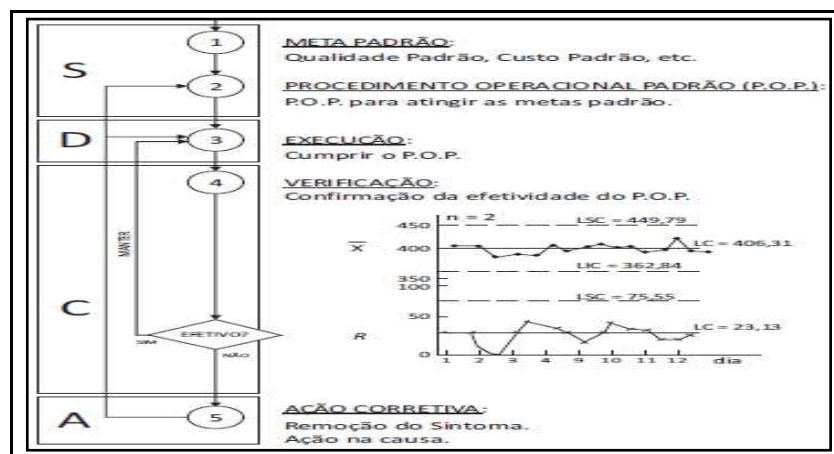 S
1
META PADRÃO:
Qualidade Padrão, Custo Padrão, etc.
2
PROCEDIMENTO OPERACIONAL PADRÃO (P.O.P.):
P.O.P. para atingir as metas padrão.
D
3
EXECUÇÃO:
Cumprir o P.O.P.
C
4
VERIFICAÇÃO:
Confirmação da efetividade do P.O.P.
MANTER
EFETIVO?
SIM
NÃO
n = 2
X
450
400
350
LSC = 449,79
LC = 406,31
LIC = 362,84
R
100
50
0
LSC = 75,55
LC = 23,13
1 2 3 4 9 10 11 12 dia
A
5
AÇÃO CORRETIVA:
Remoção do Sintoma.
Ação na causa.